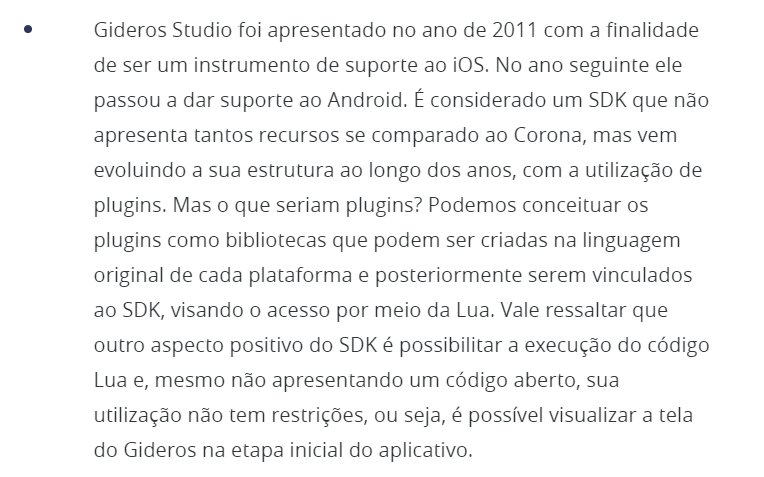 Gideros Studio foi apresentado no ano de 2011 com a finalidade
de ser um instrumento de suporte ao iOS. No ano seguinte ele
passou a dar suporte ao Android. É considerado um SDK que não
apresenta tantos recursos se comparado ao Corona, mas vem
evoluindo a sua estrutura ao longo dos anos, com a utilização de
plugins. Mas o que seriam plugins? Podemos conceituar os
plugins como bibliotecas que podem ser criadas na linguagem
original de cada plataforma e posteriormente serem vinculados
ao SDK, visando o acesso por meio da Lua. Vale ressaltar que
outro aspecto positivo do SDK é possibilitar a execução do código
Lua e, mesmo não apresentando um código aberto, sua
utilização não tem restrições, ou seja, é possível visualizar a tela
do Gideros na etapa inicial do aplicativo.